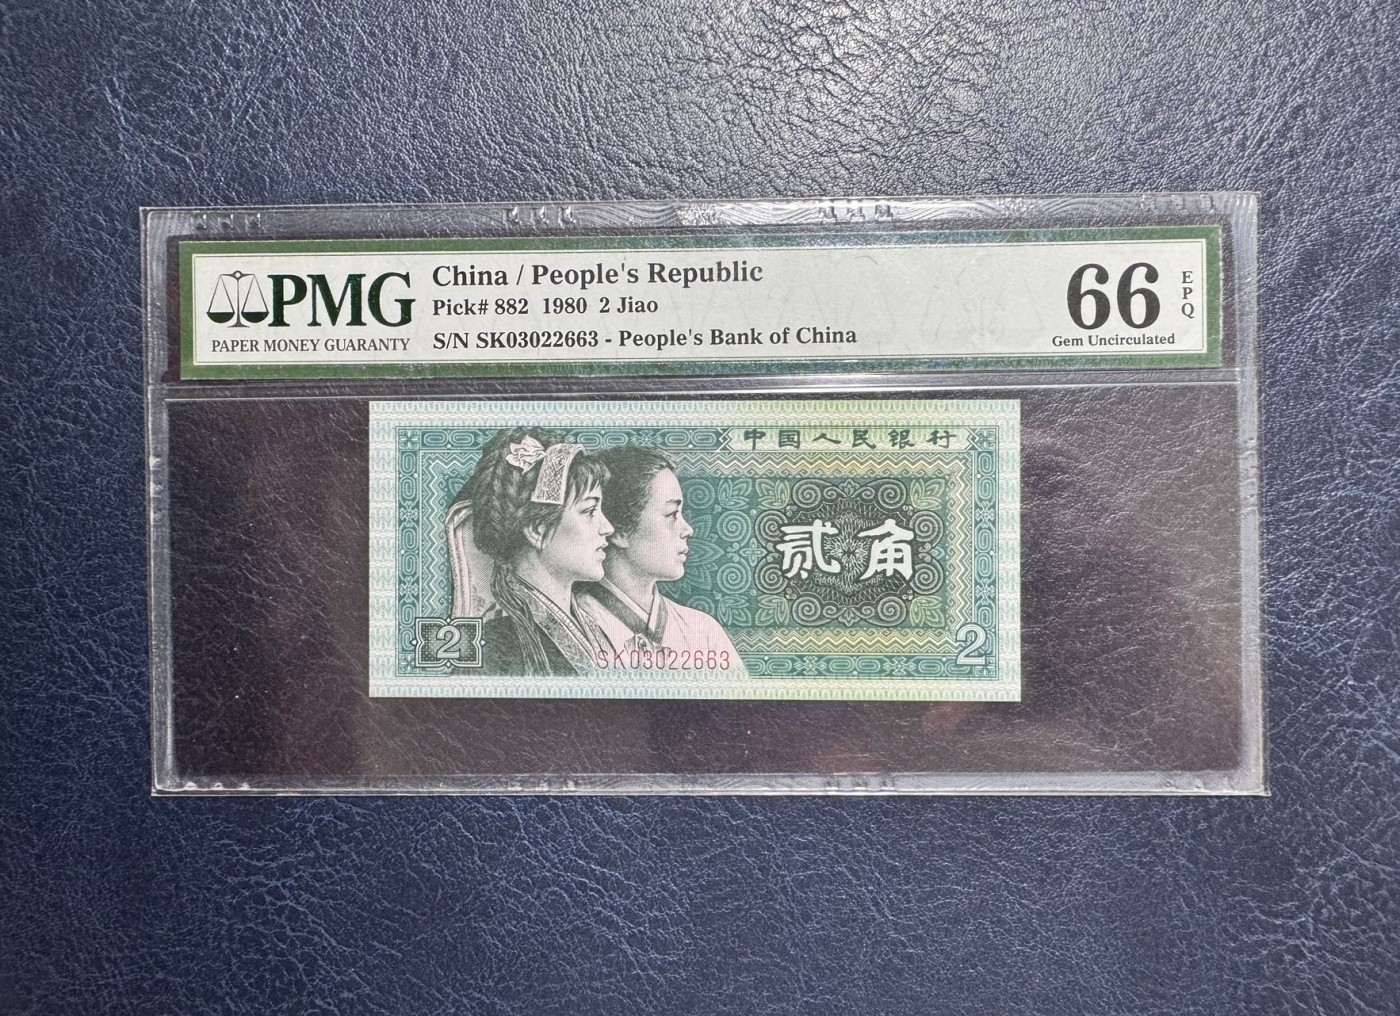 PMG
PAPER MONEY GUARANTY
China / People's Republic
Pick# 882 1980 2 Jiao
S/N SK03022663 - People's Bank of China
66
EPQ
Gem Uncirculated
中国人民银行
贰角
2
SK03022663
2